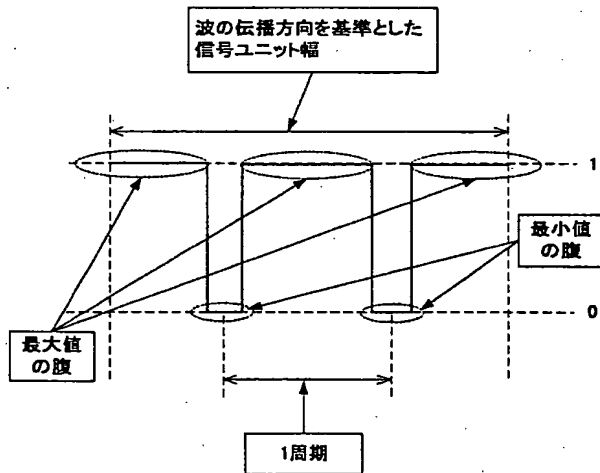 波の伝播方向を基準とした
信号ユニット幅
1
最小値
の腹
0
最大値
の腹
1周期